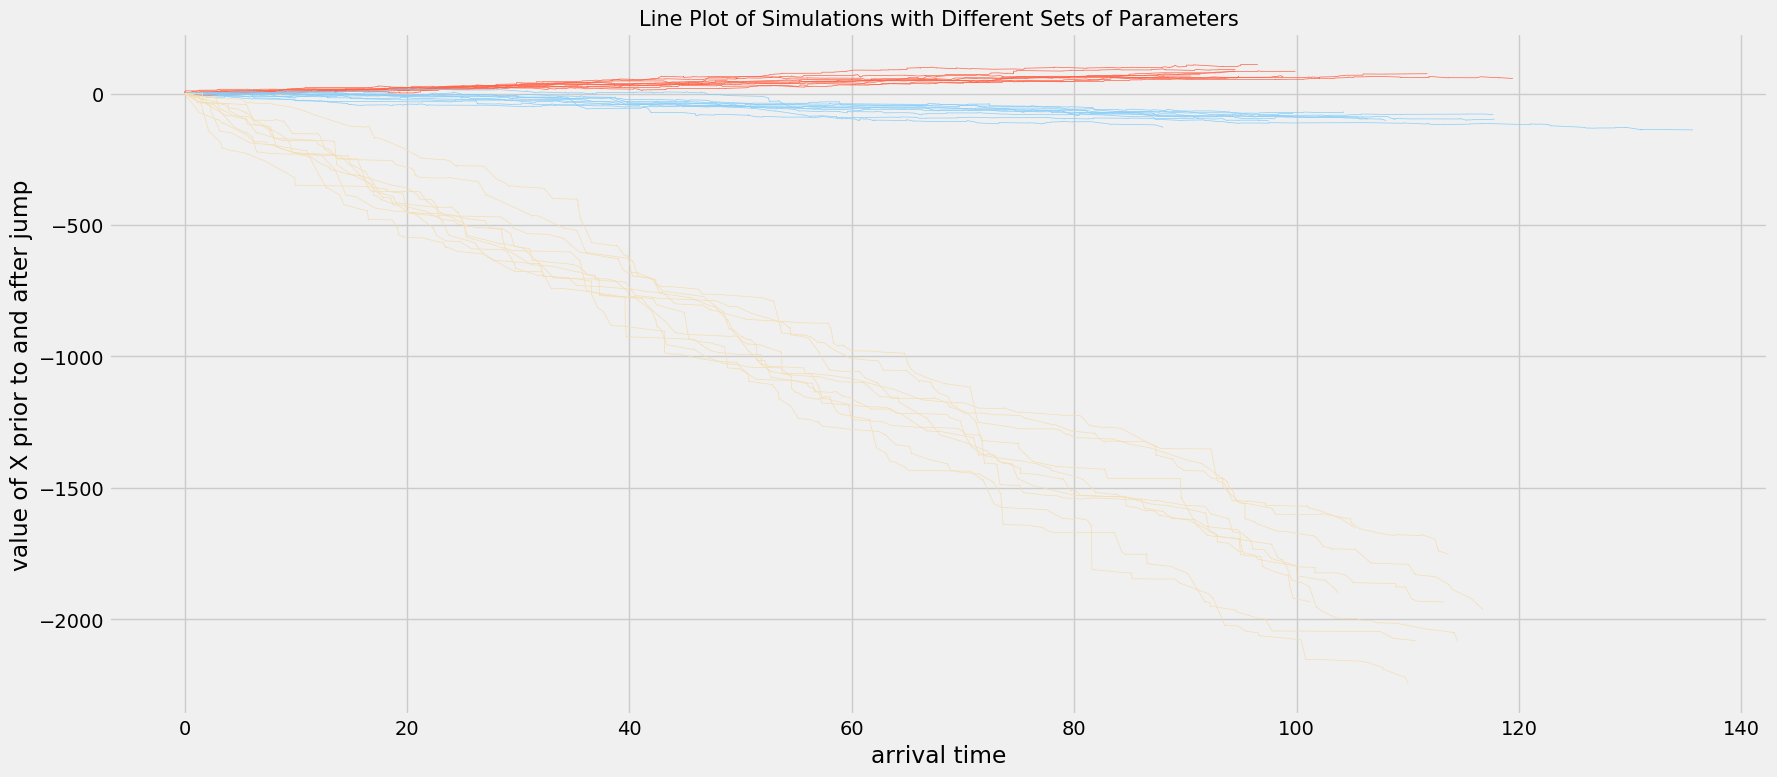 Line Plot of Simulations with Different Sets of Parameters
value of X prior to and after jump
0
−500
−1000
−1500
−2000
0 20 40 60 80 100 120 140
arrival time